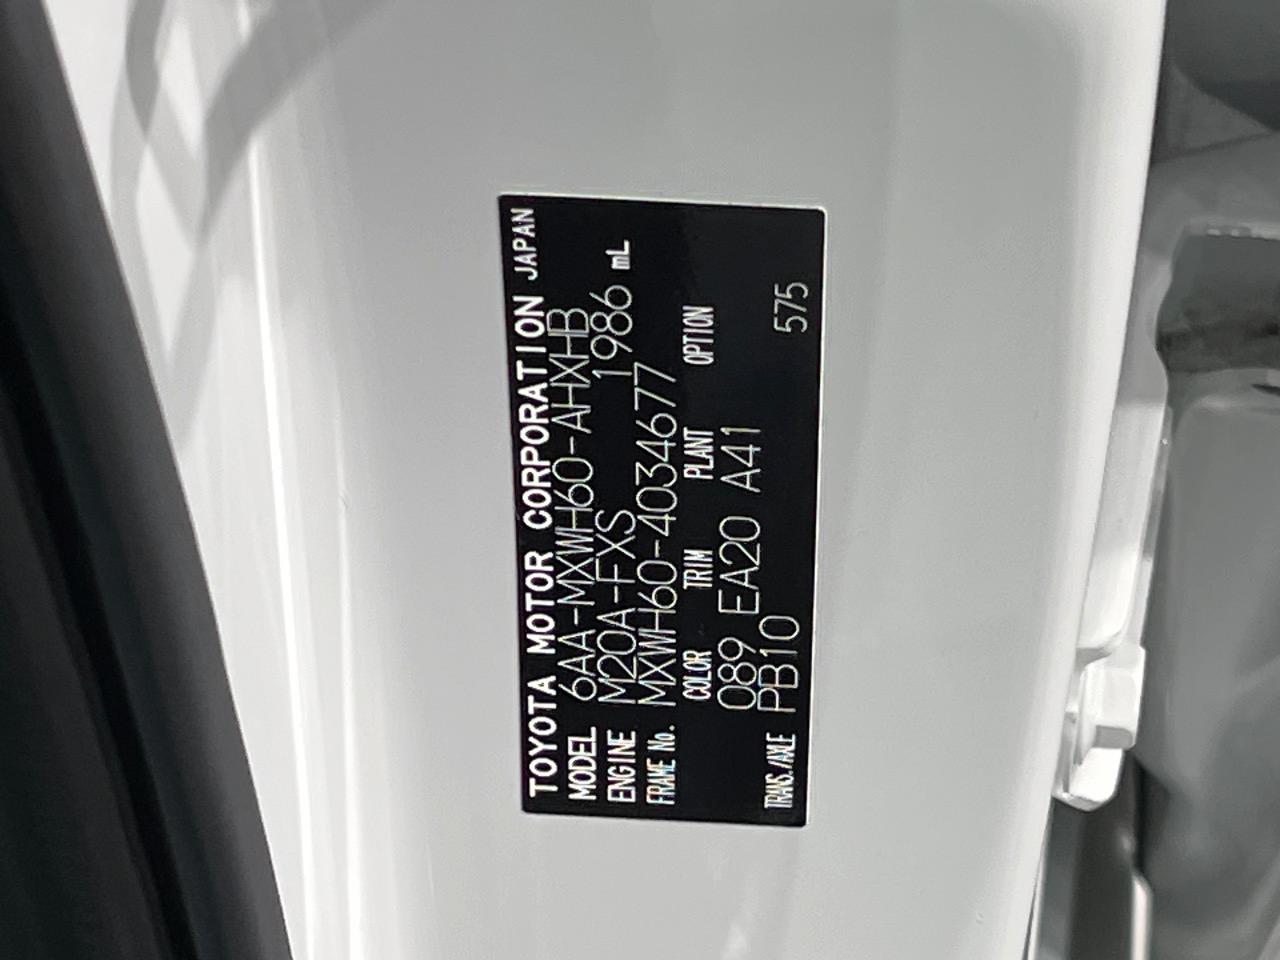 TOYOTA MOTOR CORPORATION JAPAN
MODEL 6AA-MXWH60-AHXHB
ENGINE M20A-FXS 1986 mL
FRAME No. MXWH60-4034677
COLOR TRIM PLANT OPTION
089 EA20 A41
TRANS./AXLE PB10 575